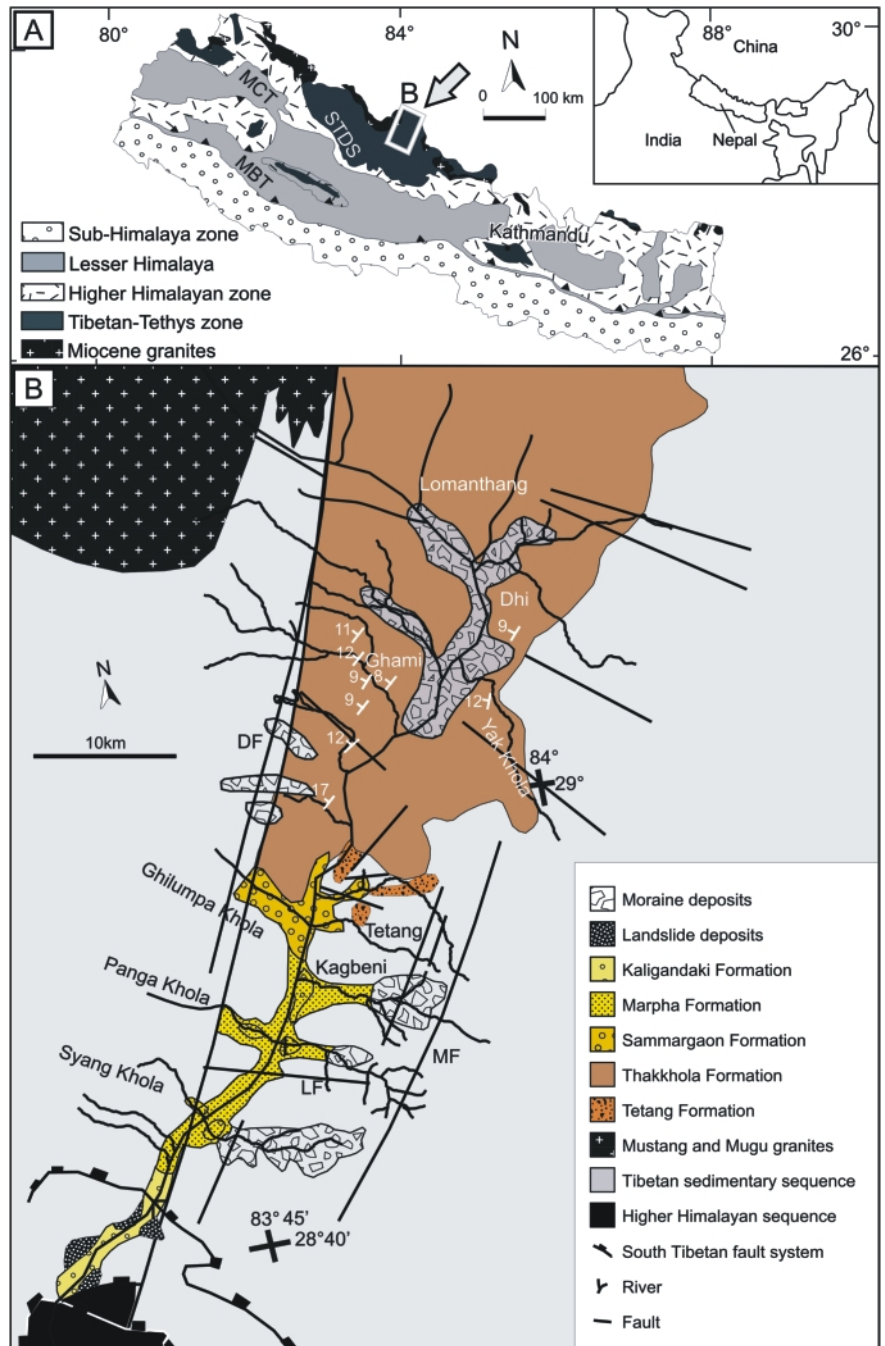 A
80°
84°
88°
30°
N
China
India
Nepal
B
0
100 km
MCT
STDS
MBT
Kathmandu
26°
Sub-Himalaya zone
Lesser Himalaya
Higher Himalayan zone
Tibetan-Tethys zone
Miocene granites
B
Lomanthang
Dhi
9
11
12
Ghami
9
8
9
12
12
17
Yak Khola
N
10km
DF
84°
29°
Ghilumpa Khola
Tetang
Kagbeni
Panga Khola
MF
LF
Syang Khola
83° 45'
28°40'
Moraine deposits
Landslide deposits
Kaligandaki Formation
Marpha Formation
Sammargaon Formation
Thakkhola Formation
Tetang Formation
Mustang and Mugu granites
Tibetan sedimentary sequence
Higher Himalayan sequence
South Tibetan fault system
River
Fault